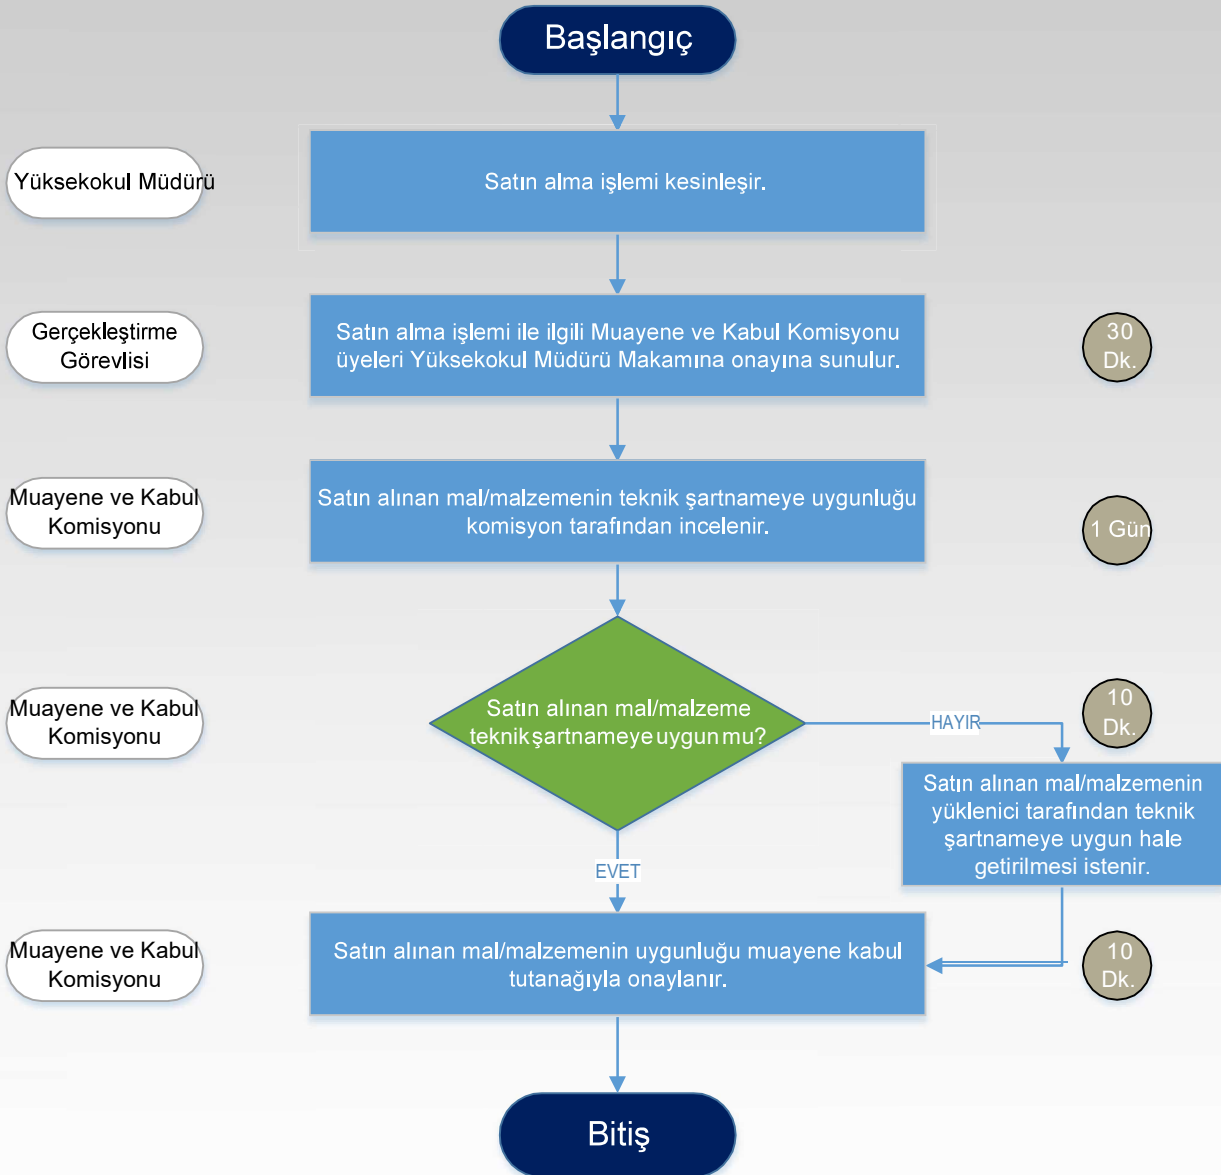 Başlangıç
Yüksekokul Müdürü
Satın alma işlemi kesinleşir.
Gerçekleştirme
Görevlisi
Satın alma işlemi ile ilgili Muayene ve Kabul Komisyonu
üyeleri Yüksekokul Müdürü Makamına onayına sunulur.
30
Dk.
Muayene ve Kabul
Komisyonu
Satın alınan mal/malzemenin teknik şartnameye uygunluğu
komisyon tarafından incelenir.
1 Gün
Muayene ve Kabul
Komisyonu
Satın alınan mal/malzeme
teknik şartnameye uygun mu?
HAYIR
10
Dk.
Satın alınan mal/malzemenin
yüklenici tarafından teknik
şartnameye uygun hale
getirilmesi istenir.
EVET
Muayene ve Kabul
Komisyonu
Satın alınan mal/malzemenin uygunluğu muayene kabul
tutanağıyla onaylanır.
10
Dk.
Bitiş